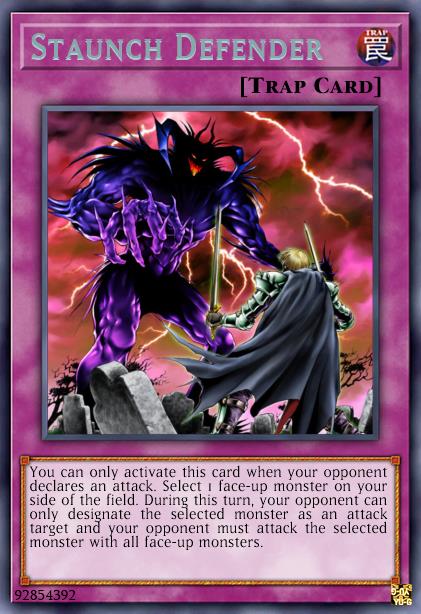 STAUNCH DEFENDER
TRAP
罠
[TRAP CARD]
You can only activate this card when your opponent
declares an attack. Select 1 face-up monster on your
side of the field. During this turn, your opponent can
only designate the selected monster as an attack
target and your opponent must attack the selected
monster with all face-up monsters.
92854392